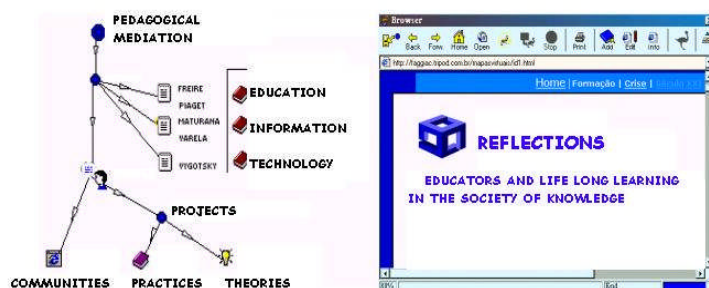 PEDAGOGICAL
MEDIATION
FREIRE
PIAGET
MATURANA
VARELA
VYGOTSKY
EDUCATION
INFORMATION
TECHNOLOGY
PROJECTS
COMMUNITIES
PRACTICES
THEORIES
Browser
Back Forw. Home Open Stop Print Add Edit Info
Home | Formação | Crise |
REFLECTIONS
EDUCATORS AND LIFE LONG LEARNING
IN THE SOCIETY OF KNOWLEDGE